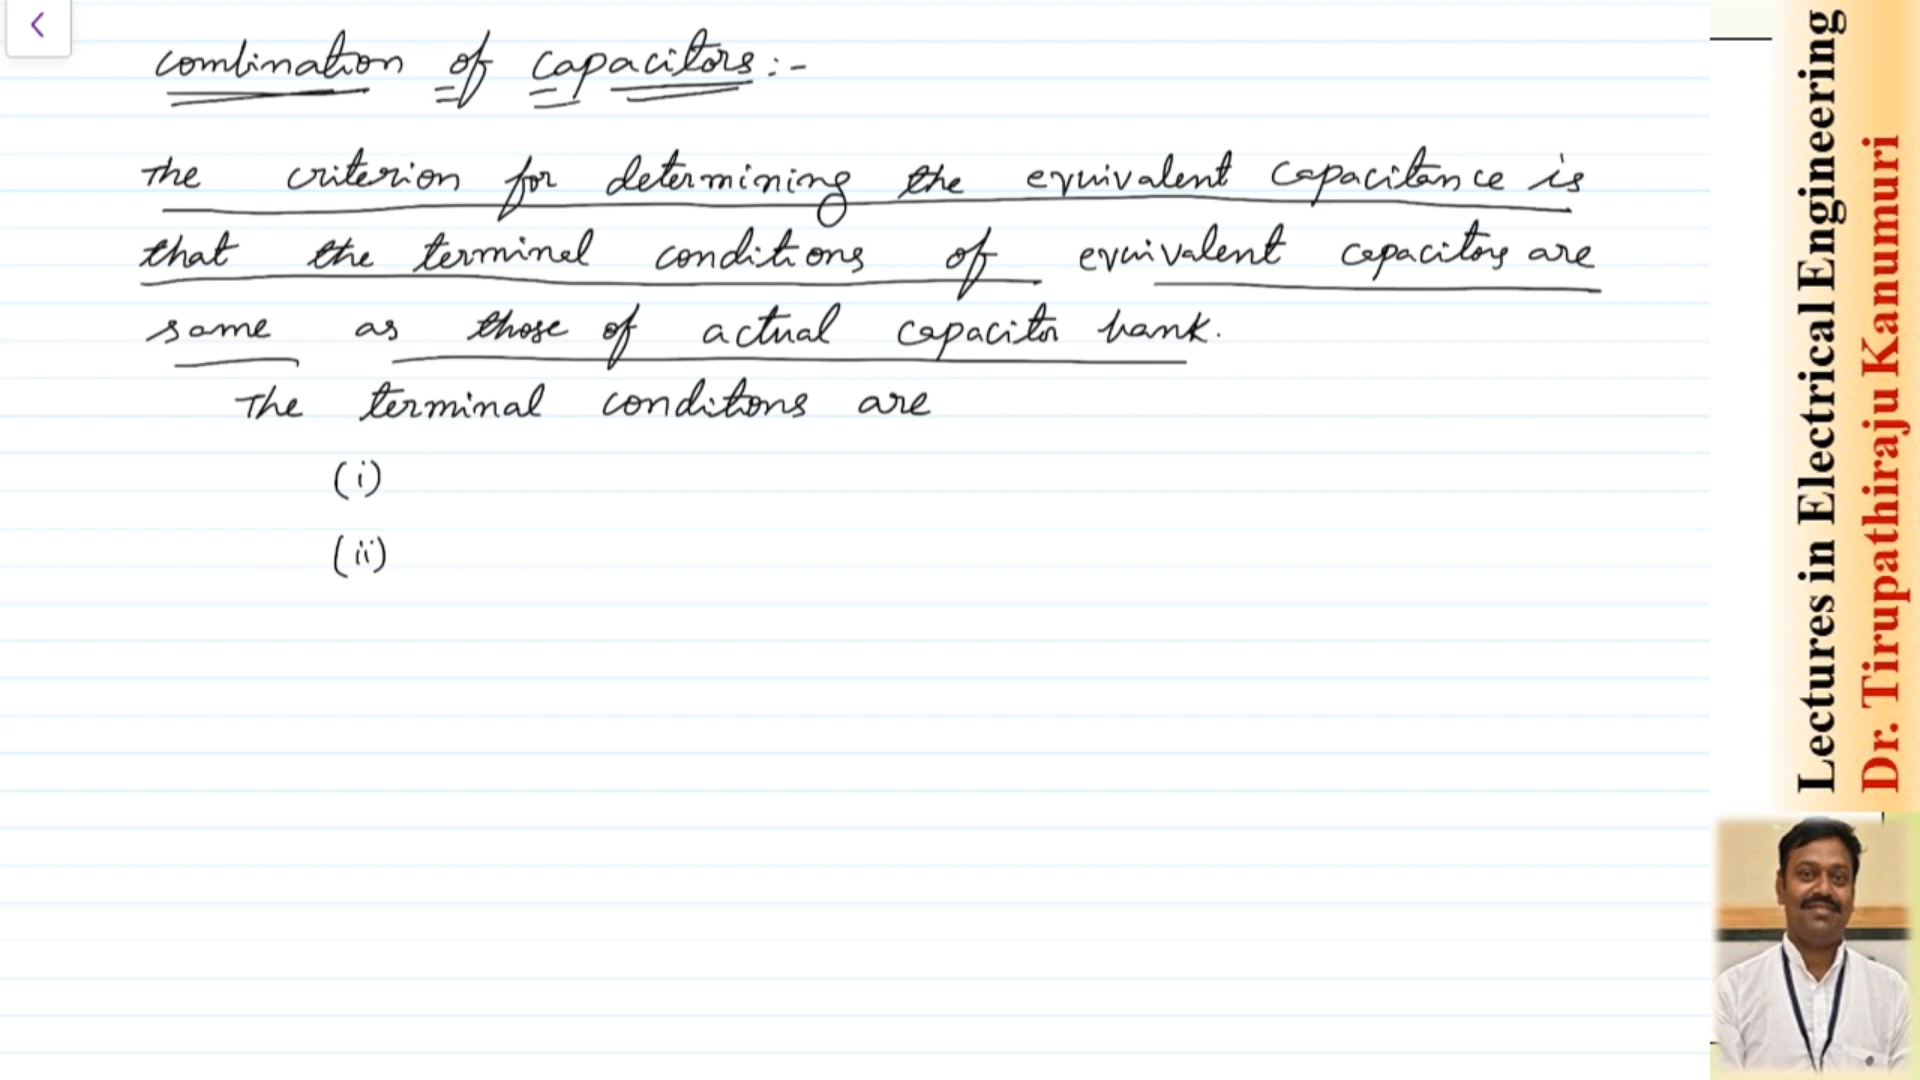 combination of capacitors:-
The criterion for determining the equivalent capacitance is
that the terminal conditions of equivalent capacitors are
same as those of actual capacitor bank.
The terminal conditions are
(i)
(ii)
Lectures in Electrical Engineering
Dr. Tirupathiraju Kanumuri